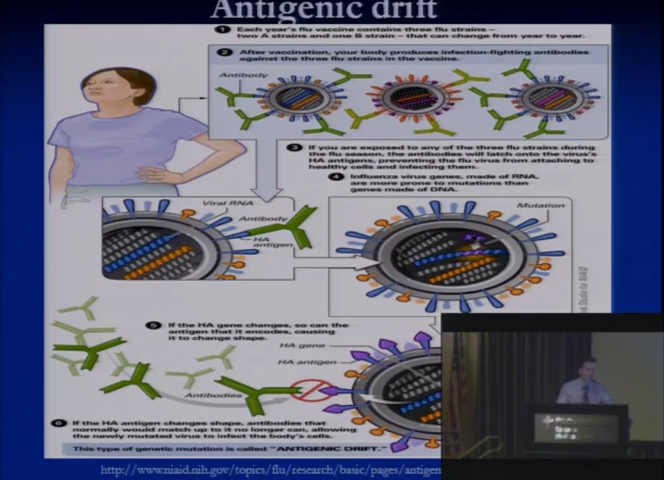 Antigenic drift
1 Each year's flu vaccine contains three flu strains –
two A strains and one B strain – that can change from year to year.
2 After vaccination, your body produces infection-fighting antibodies
against the three flu strains in the vaccine.
Antibody
3 If you are exposed to any of the three flu strains during
the flu season, the antibodies will latch onto the virus's
HA antigens, preventing the flu virus from attaching to
healthy cells and infecting them.
4 Influenza virus genes, made of RNA,
are more prone to mutations than
genes made of DNA.
Viral RNA
Antibody
HA
antigen
Mutation
Studio for NIAID
5 If the HA gene changes, so can the
antigen that it encodes, causing
it to change shape.
HA gene
HA antigen
Antibodies
6 If the HA antigen changes shape, antibodies that
normally would match up to it no longer can, allowing
the newly mutated virus to infect the body's cells.
This type of genetic mutation is called "ANTIGENIC DRIFT."
http://www.niaid.nih.gov/topics/flu/research/basic/pages/antigen